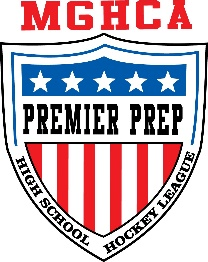 MGHCA
PREMIER PREP
HIGH SCHOOL HOCKEY LEAGUE